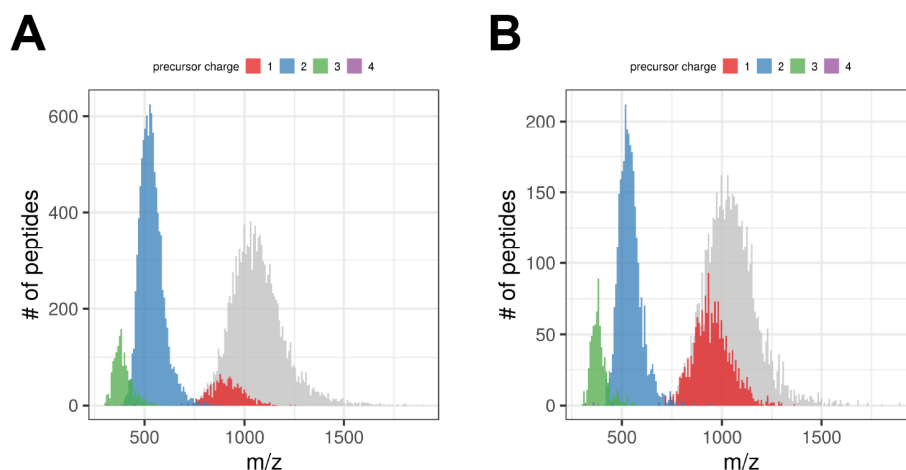 A
precursor charge 1 2 3 4
# of peptides
600
400
200
0
500 1000 1500
m/z
B
precursor charge 1 2 3 4
# of peptides
200
150
100
50
0
500 1000 1500
m/z